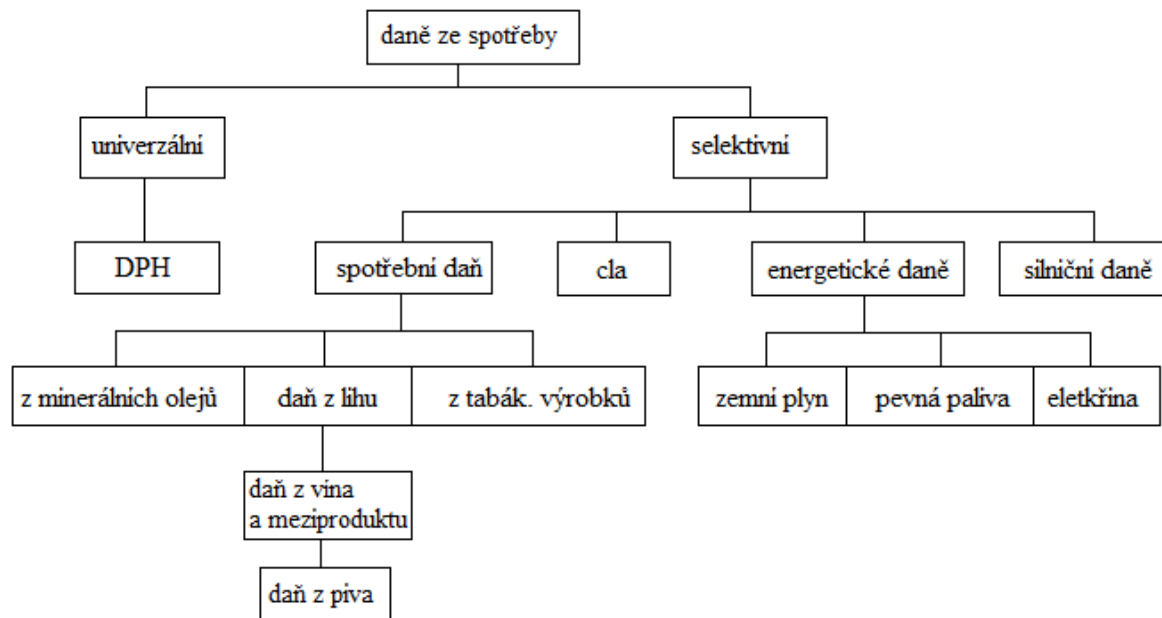 daně ze spotřeby
univerzální
selektivní
DPH
spotřební daň
cla
energetické daně
silniční daně
z minerálních olejů
daň z lihu
z tabák. výrobků
zemní plyn
pevná paliva
eletkřina
daň z vína
a meziproduktu
daň z piva